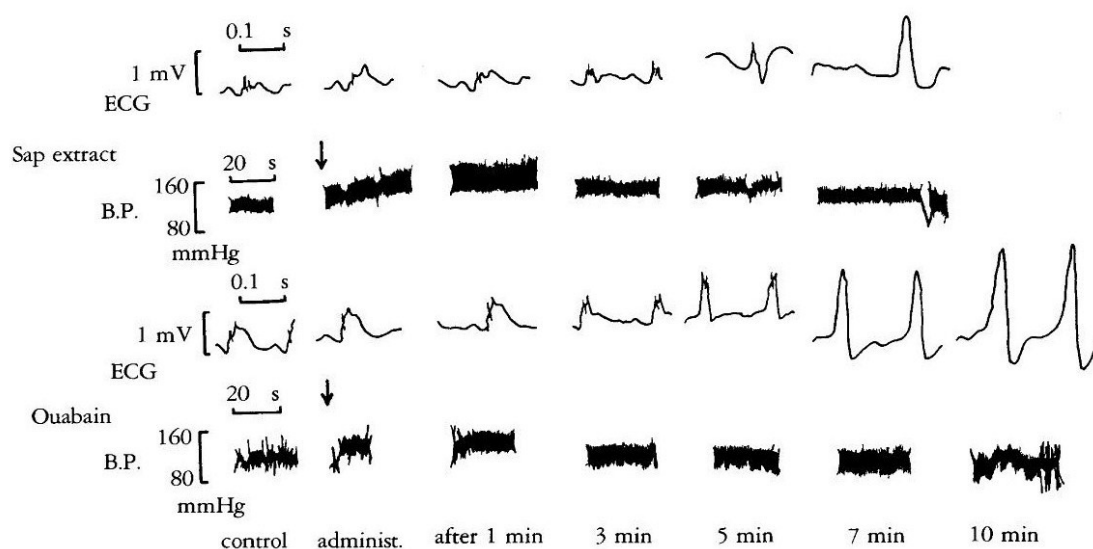 0.1 s
1 mV
ECG
Sap extract
20 s
160
B.P.
80
mmHg
0.1 s
1 mV
ECG
20 s
Ouabain
160
B.P.
80
mmHg
control administ. after 1 min 3 min 5 min 7 min 10 min